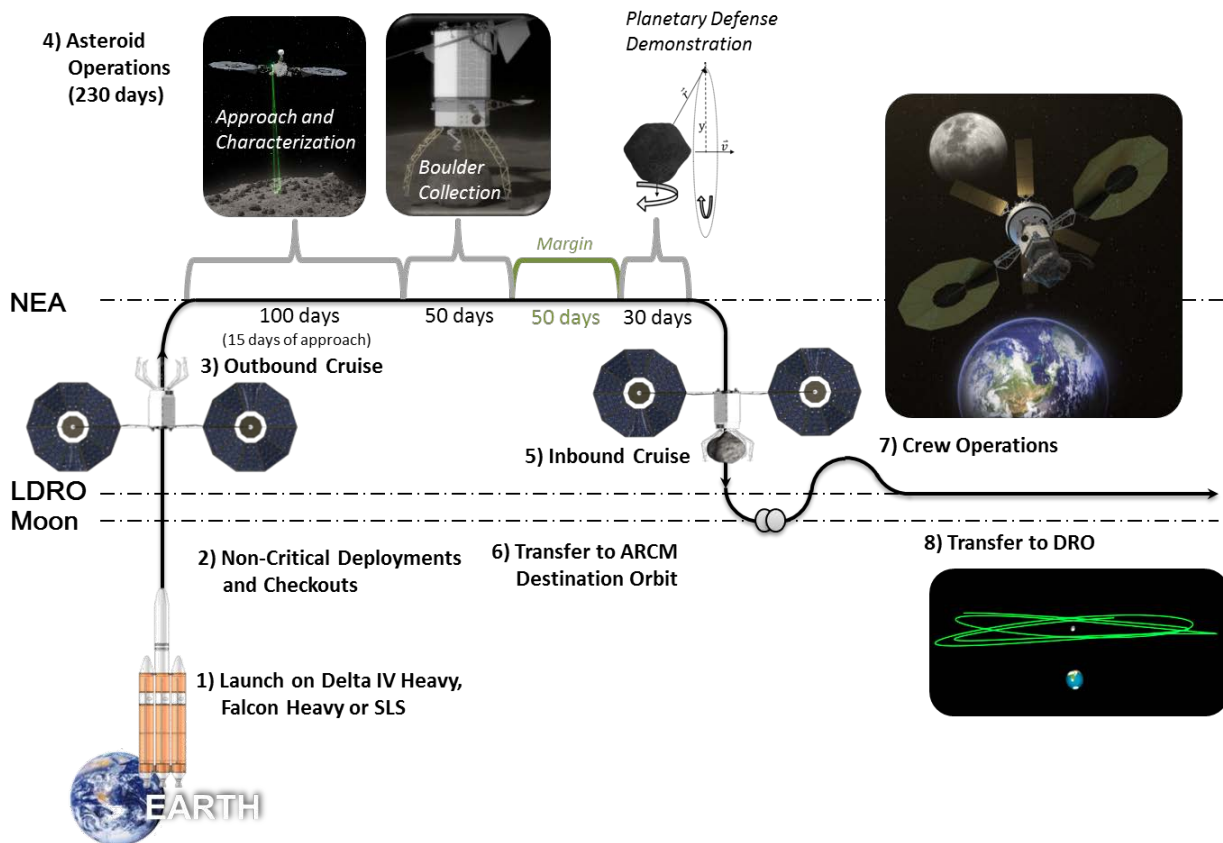 4) Asteroid
Operations
(230 days)
Approach and
Characterization
Boulder
Collection
Planetary Defense
Demonstration
r⃗
y
v⃗
Margin
NEA
100 days
(15 days of approach)
50 days
50 days
30 days
3) Outbound Cruise
5) Inbound Cruise
7) Crew Operations
LDRO
Moon
2) Non-Critical Deployments
and Checkouts
6) Transfer to ARCM
Destination Orbit
8) Transfer to DRO
1) Launch on Delta IV Heavy,
Falcon Heavy or SLS
EARTH